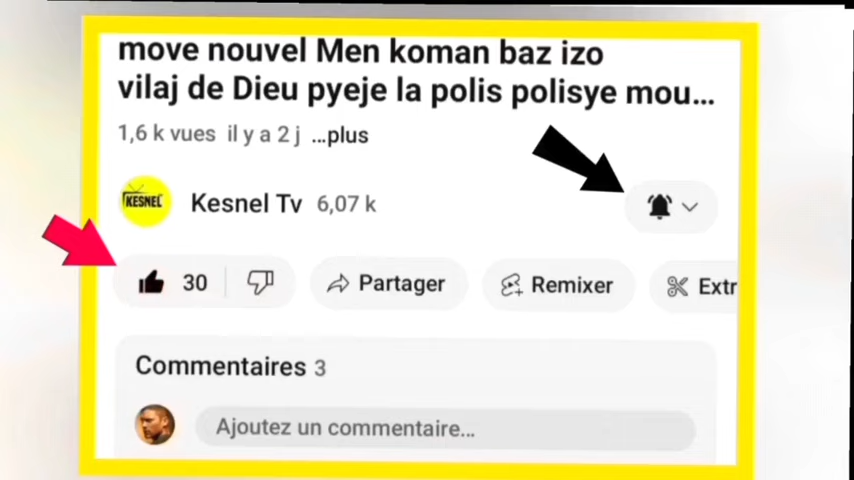 move nouvel Men koman baz izo
vilaj de Dieu pyeje la polis polisye mou...
1,6 k vues il y a 2 j ...plus
KESNEL
Kesnel Tv 6,07 k
30 Partager Remixer Extr
Commentaires 3
Ajoutez un commentaire...